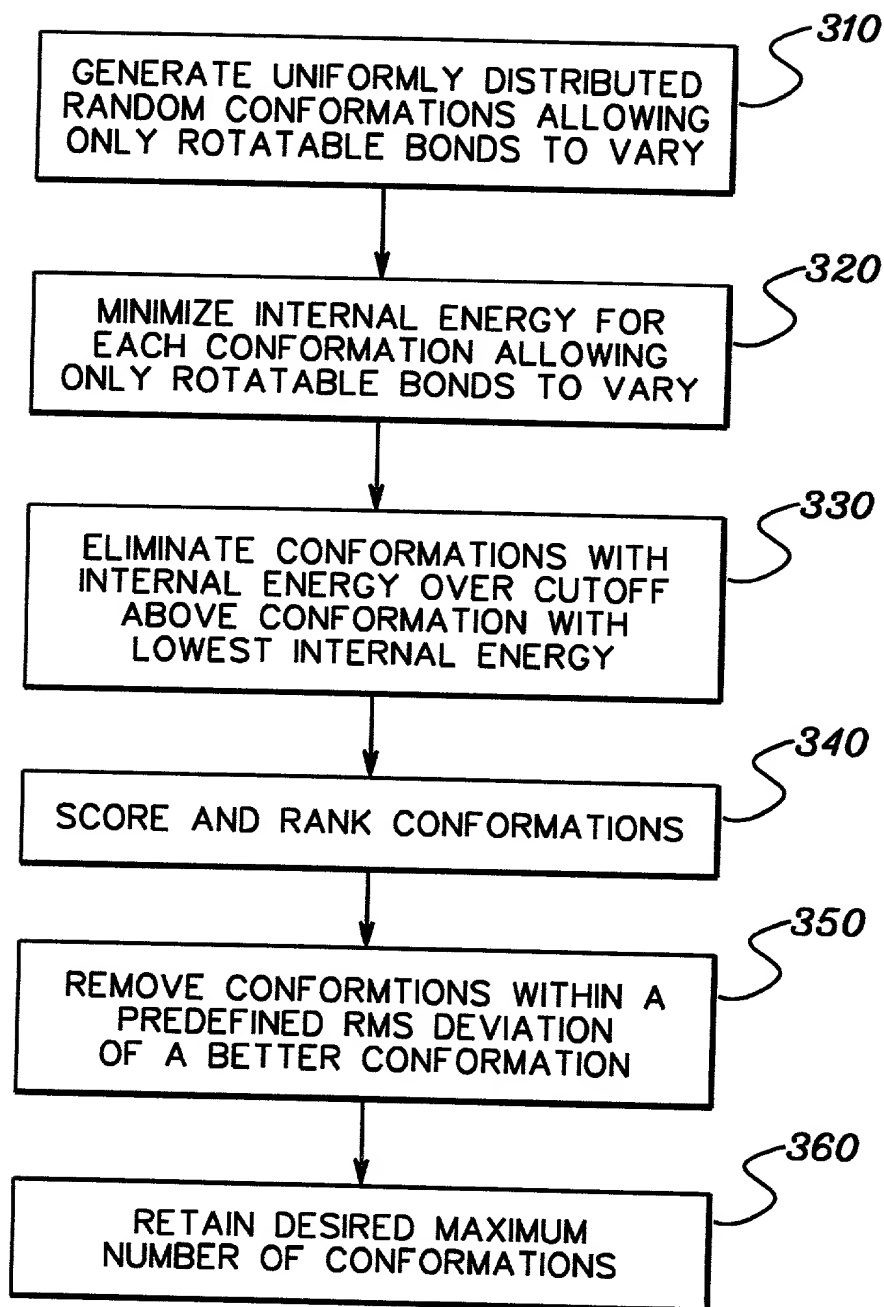 310
GENERATE UNIFORMLY DISTRIBUTED
RANDOM CONFORMATIONS ALLOWING
ONLY ROTATABLE BONDS TO VARY
320
MINIMIZE INTERNAL ENERGY FOR
EACH CONFORMATION ALLOWING
ONLY ROTATABLE BONDS TO VARY
330
ELIMINATE CONFORMATIONS WITH
INTERNAL ENERGY OVER CUTOFF
ABOVE CONFORMATION WITH
LOWEST INTERNAL ENERGY
340
SCORE AND RANK CONFORMATIONS
350
REMOVE CONFORMTIONS WITHIN A
PREDEFINED RMS DEVIATION
OF A BETTER CONFORMATION
360
RETAIN DESIRED MAXIMUM
NUMBER OF CONFORMATIONS